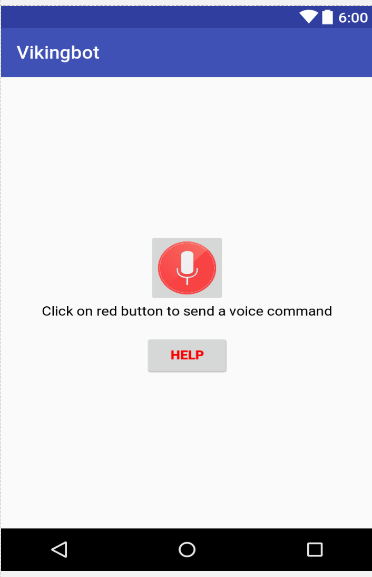 6:00
Vikingbot
Click on red button to send a voice command
HELP